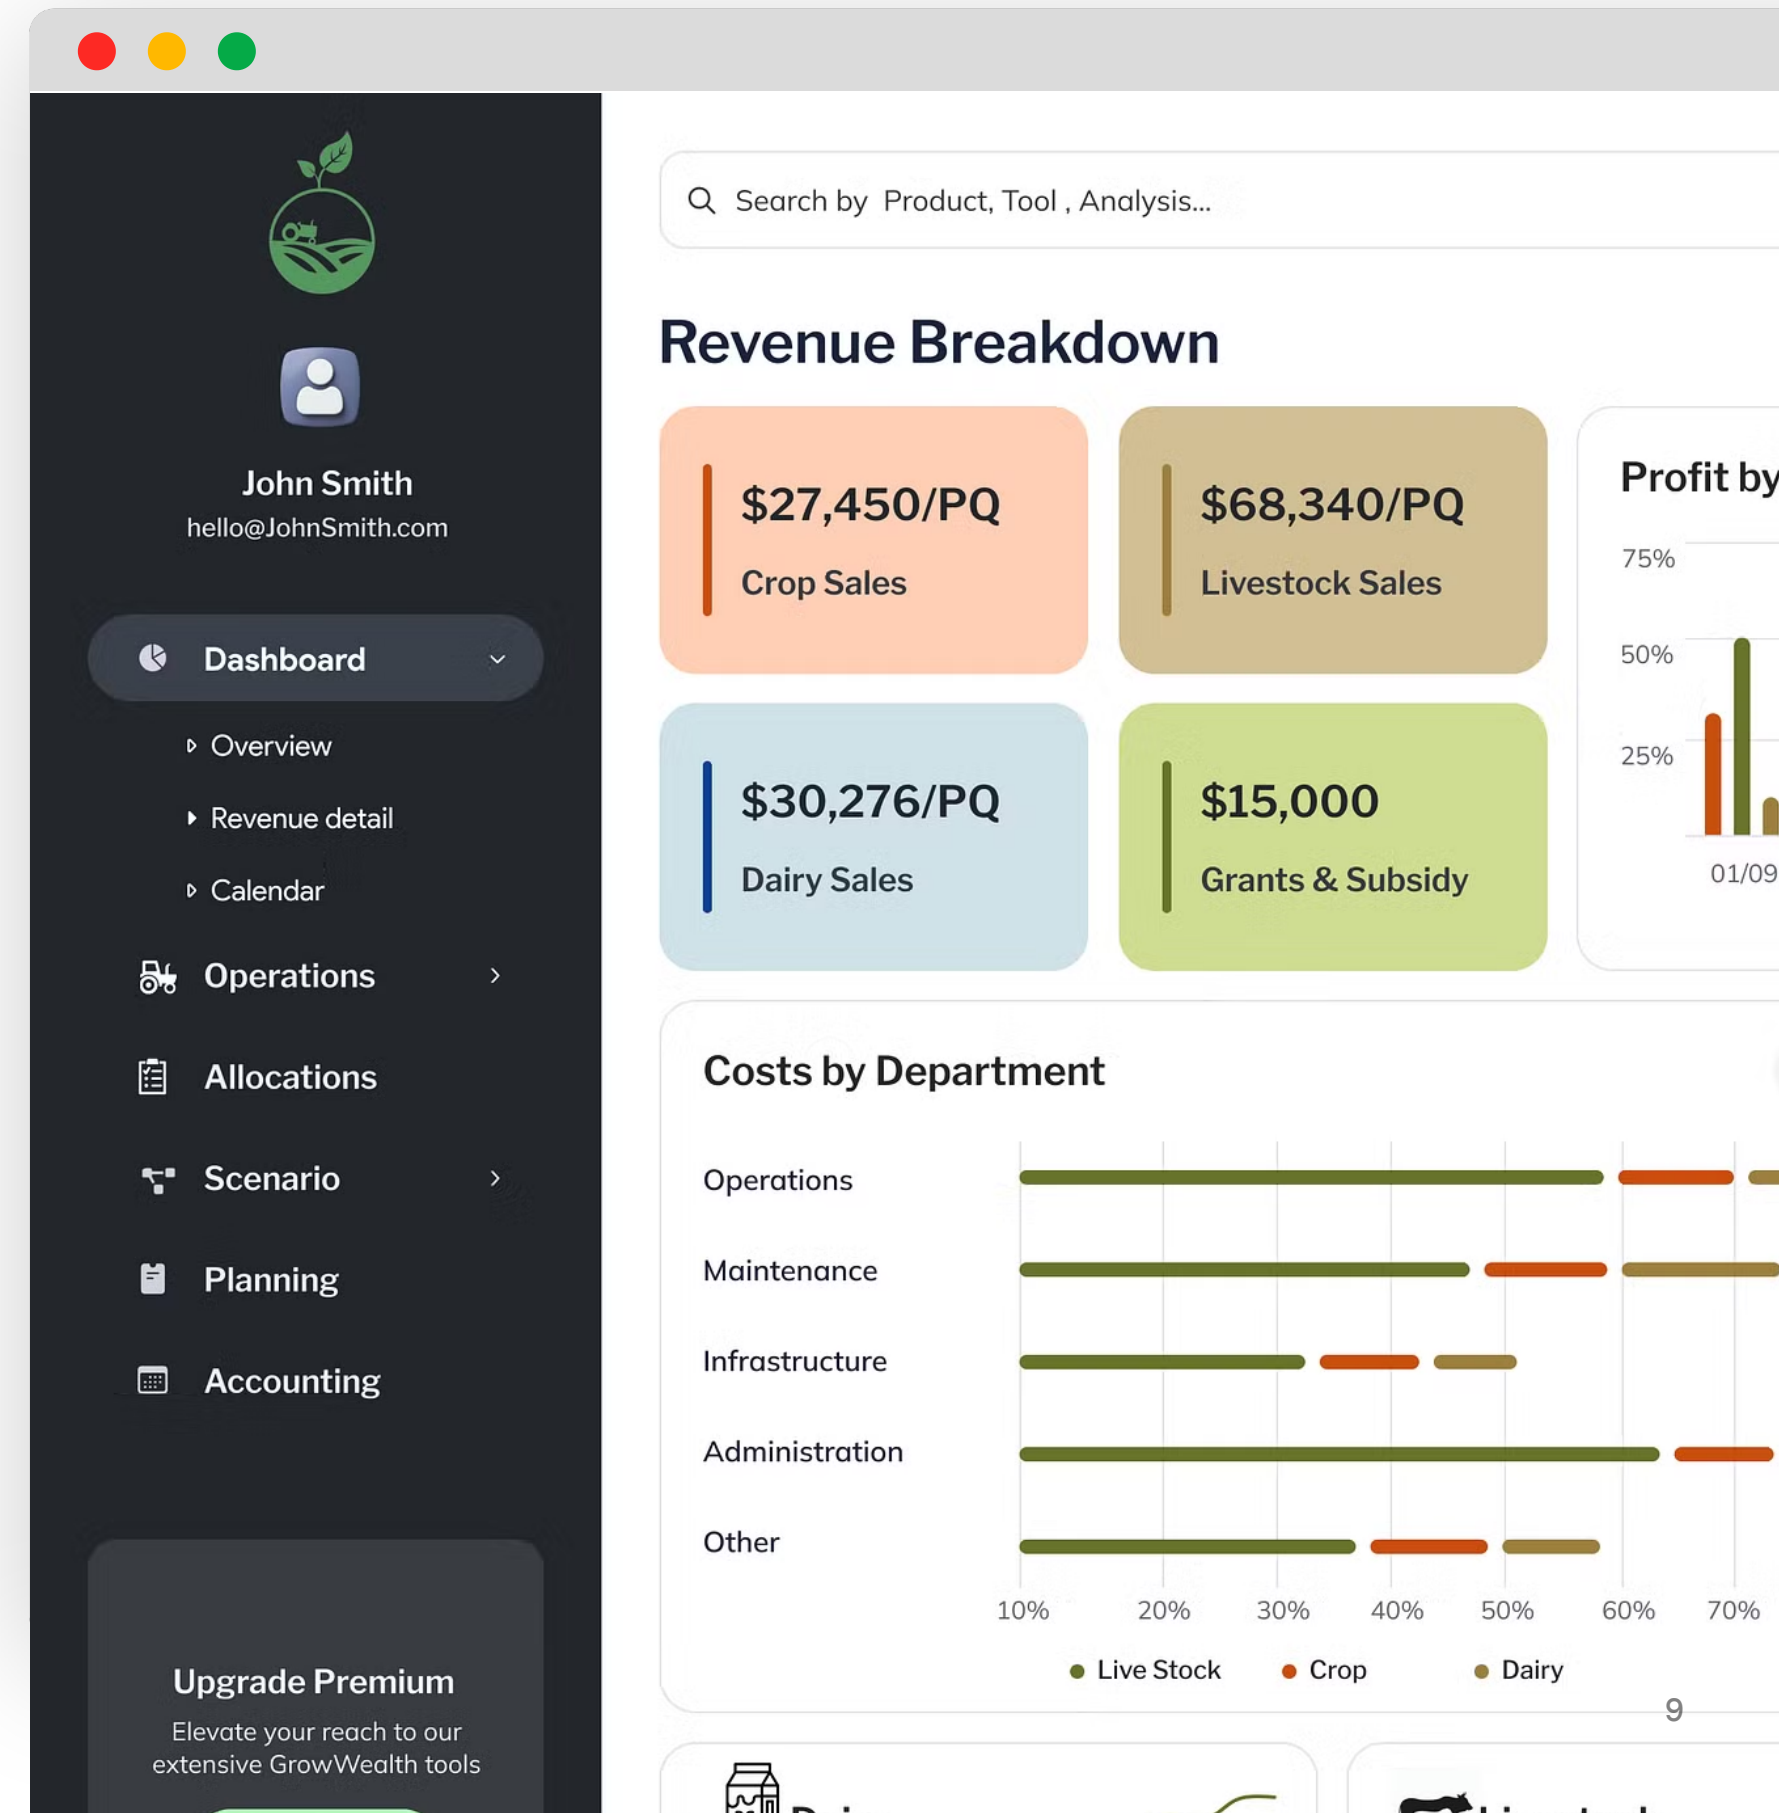 John Smith
hello@JohnSmith.com
Dashboard
Overview
Revenue detail
Calendar
Operations
Allocations
Scenario
Planning
Accounting
Upgrade Premium
Elevate your reach to our
extensive GrowWealth tools
Search by Product, Tool , Analysis...
Revenue Breakdown
$27,450/PQ
Crop Sales
$68,340/PQ
Livestock Sales
$30,276/PQ
Dairy Sales
$15,000
Grants & Subsidy
Profit by
75%
50%
25%
01/09
Costs by Department
Operations
Maintenance
Infrastructure
Administration
Other
10% 20% 30% 40% 50% 60% 70%
Live Stock Crop Dairy
9